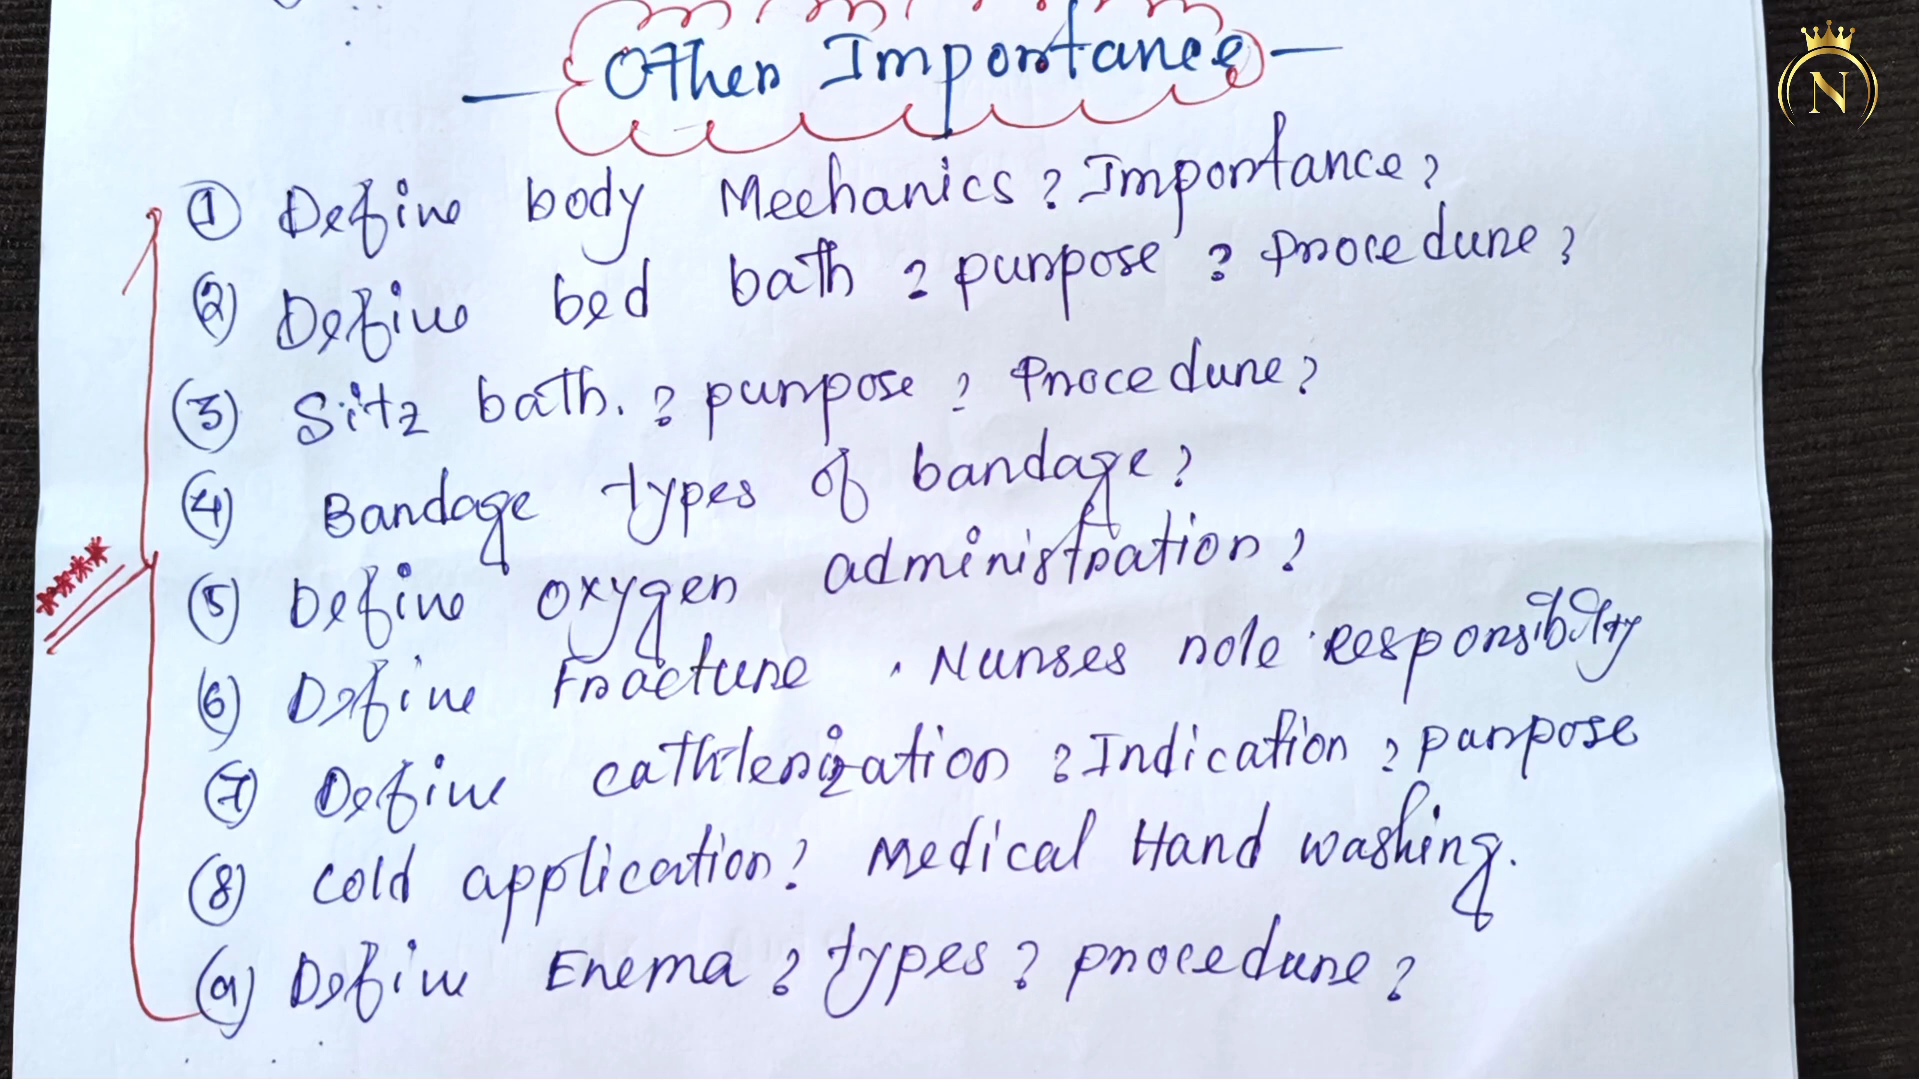 Other Importance
① Define body Mechanics? Importance?
② Define bed bath? purpose? Procedure?
③ Sitz bath.? purpose? Procedure?
④ Bandage types of bandage?
⑤ Define oxygen administration?
⑥ Define Fracture. Nurses role responsibility
⑦ Define catheterization? Indication? purpose
⑧ cold application? Medical Hand washing.
⑨ Define Enema? types? procedure?
N